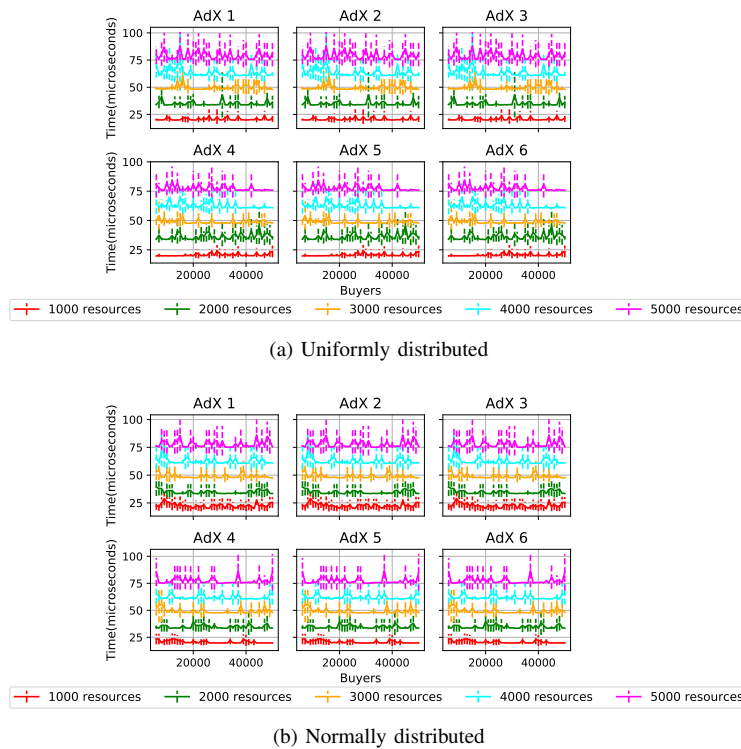 AdX 1 AdX 2 AdX 3
100
75
50
25
Time(microseconds)
AdX 4 AdX 5 AdX 6
100
75
50
25
Time(microseconds)
20000 40000 20000 40000 20000 40000
Buyers
1000 resources 2000 resources 3000 resources 4000 resources 5000 resources
(a) Uniformly distributed
AdX 1 AdX 2 AdX 3
100
75
50
25
Time(microseconds)
AdX 4 AdX 5 AdX 6
100
75
50
25
Time(microseconds)
20000 40000 20000 40000 20000 40000
Buyers
1000 resources 2000 resources 3000 resources 4000 resources 5000 resources
(b) Normally distributed